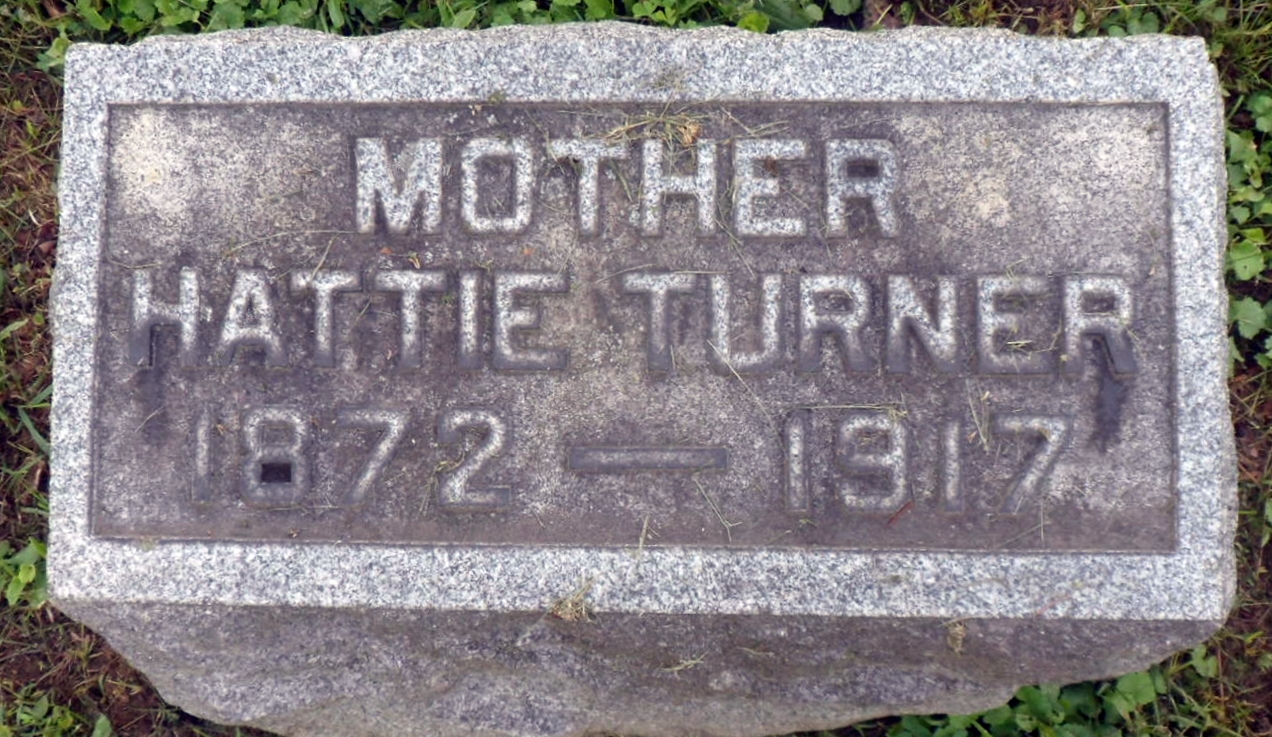 MOTHER
HATTIE TURNER
1872 — 1917